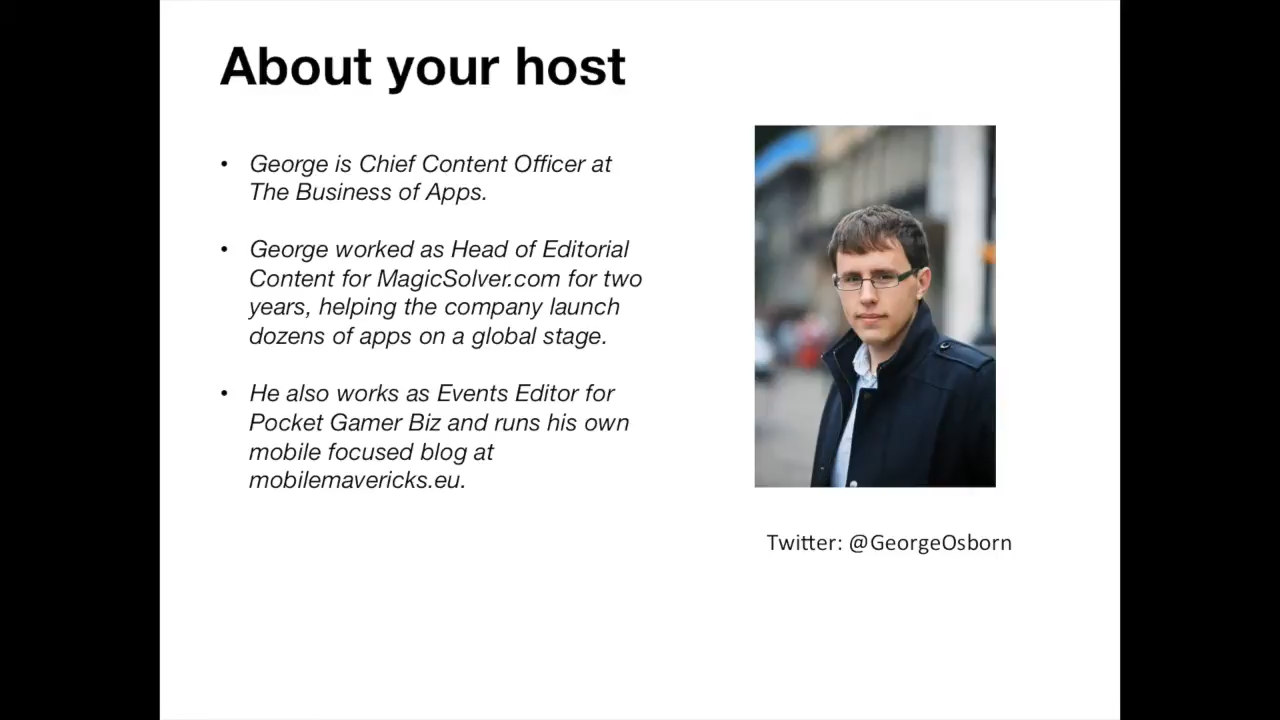 About your host
• George is Chief Content Officer at
The Business of Apps.
• George worked as Head of Editorial
Content for MagicSolver.com for two
years, helping the company launch
dozens of apps on a global stage.
• He also works as Events Editor for
Pocket Gamer Biz and runs his own
mobile focused blog at
mobilemavericks.eu.
Twitter: @GeorgeOsborn